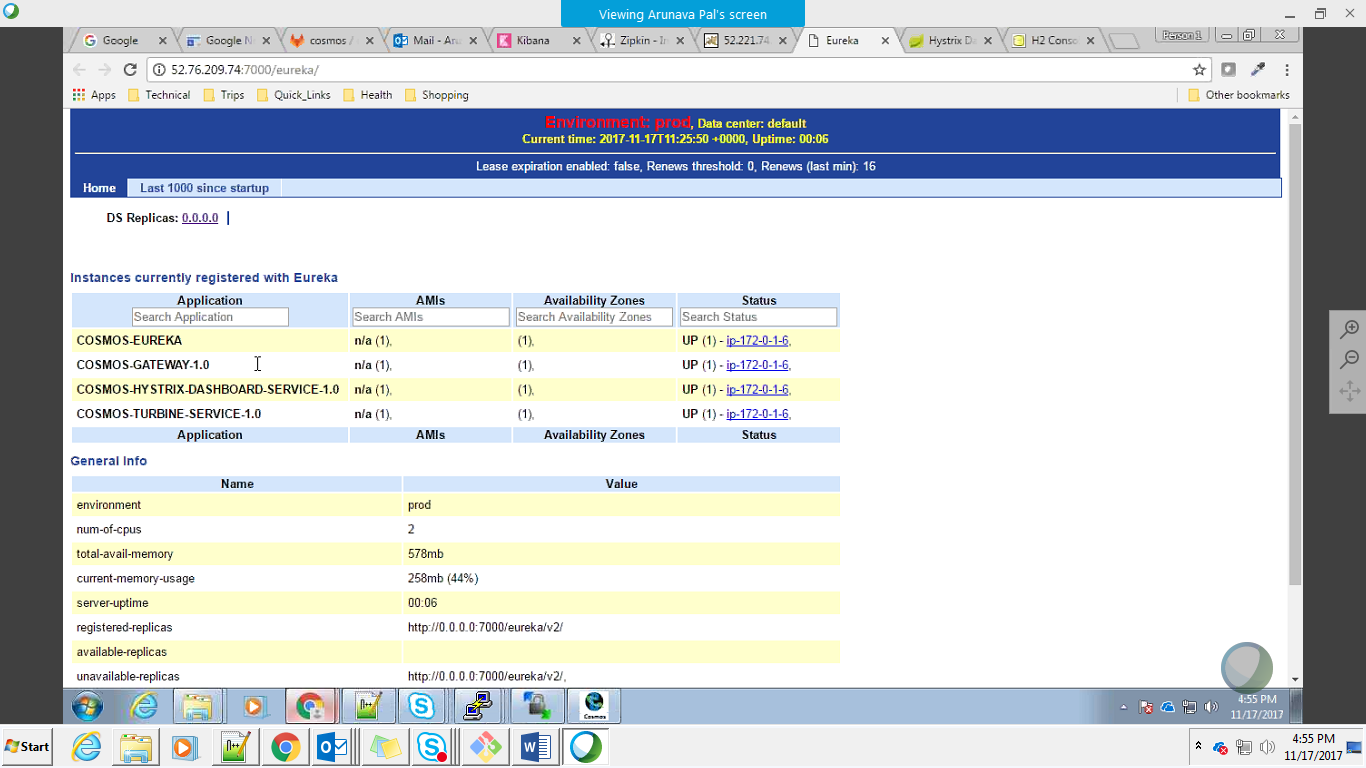 Viewing Arunava Pal's screen
Google
Google N
cosmos /
Mail - Aru
Kibana
Zipkin - In
52.221.74.
Eureka
Hystrix Da
H2 Conso
Person 1
52.76.209.74:7000/eureka/
Apps Technical Trips Quick_Links Health Shopping Other bookmarks
Environment: prod, Data center: default
Current time: 2017-11-17T11:25:50 +0000, Uptime: 00:06
Lease expiration enabled: false, Renews threshold: 0, Renews (last min): 16
Home Last 1000 since startup
DS Replicas: 0.0.0.0
Instances currently registered with Eureka
Application AMIs Availability Zones Status
Search Application Search AMIs Search Availability Zones Search Status
COSMOS-EUREKA n/a (1), (1), UP (1) - ip-172-0-1-6,
COSMOS-GATEWAY-1.0 n/a (1), (1), UP (1) - ip-172-0-1-6,
COSMOS-HYSTRIX-DASHBOARD-SERVICE-1.0 n/a (1), (1), UP (1) - ip-172-0-1-6,
COSMOS-TURBINE-SERVICE-1.0 n/a (1), (1), UP (1) - ip-172-0-1-6,
Application AMIs Availability Zones Status
General Info
Name Value
environment prod
num-of-cpus 2
total-avail-memory 578mb
current-memory-usage 258mb (44%)
server-uptime 00:06
registered-replicas http://0.0.0.0:7000/eureka/v2/
available-replicas
unavailable-replicas http://0.0.0.0:7000/eureka/v2/,
Cosmos
4:55 PM
11/17/2017
Start
4:55 PM
11/17/2017